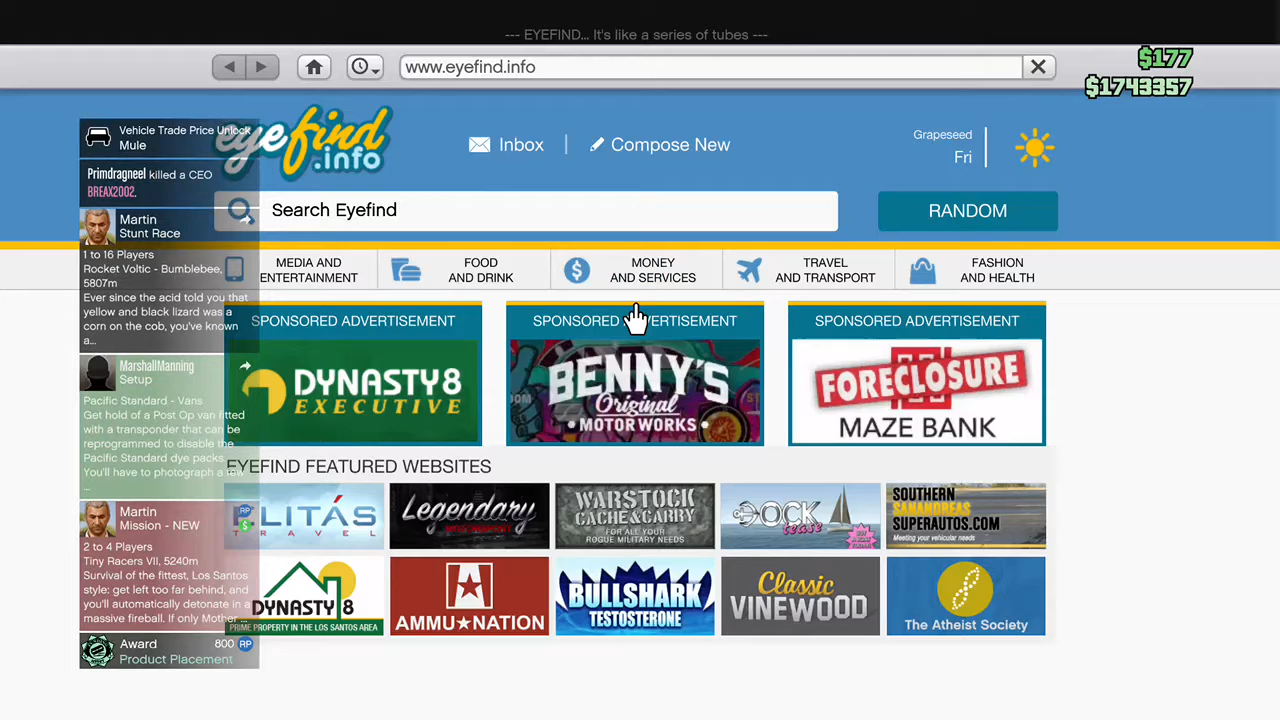 --- EYEFIND... It's like a series of tubes ---
www.eyefind.info
$177
$1743357
eyefind
.info
Inbox
Compose New
Grapeseed
Fri
Search Eyefind
RANDOM
MEDIA AND
ENTERTAINMENT
FOOD
AND DRINK
MONEY
AND SERVICES
TRAVEL
AND TRANSPORT
FASHION
AND HEALTH
Vehicle Trade Price Unlock
Mule
Primdragneel killed a CEO
BREAX2002.
Martin
Stunt Race
1 to 16 Players
Rocket Voltic - Bumblebee,
5807m
Ever since the acid told you that
yellow and black lizard was a
corn on the cob, you've known
a...
MarshallManning
Setup
Pacific Standard - Vans
Get hold of a Post Op van fitted
with a transponder that can be
reprogrammed to disable the
Pacific Standard dye packs.
You'll have to photograph a few
...
Martin
Mission - NEW
RP
$
2 to 4 Players
Tiny Racers VII, 5240m
Survival of the fittest, Los Santos
style: get left too far behind, and
you'll automatically detonate in a
massive fireball. If only Mother ...
Award 800 RP
Product Placement
SPONSORED ADVERTISEMENT
DYNASTY 8
EXECUTIVE
SPONSORED ADVERTISEMENT
BENNY'S
Original
MOTOR WORKS
SPONSORED ADVERTISEMENT
FORECLOSURE
MAZE BANK
EYEFIND FEATURED WEBSITES
ELITÁS
TRAVEL
Legendary
MOTORSPORT
WARSTOCK
CACHE & CARRY
FOR ALL YOUR
ROGUE MILITARY NEEDS
DOCK
tease
SOUTHERN
SANANDREAS
SUPERAUTOS.COM
Meeting your vehicular needs
DYNASTY 8
PRIME PROPERTY IN THE LOS SANTOS AREA
AMMU★NATION
BULLSHARK
TESTOSTERONE
Classic
VINEWOOD
The Atheist Society